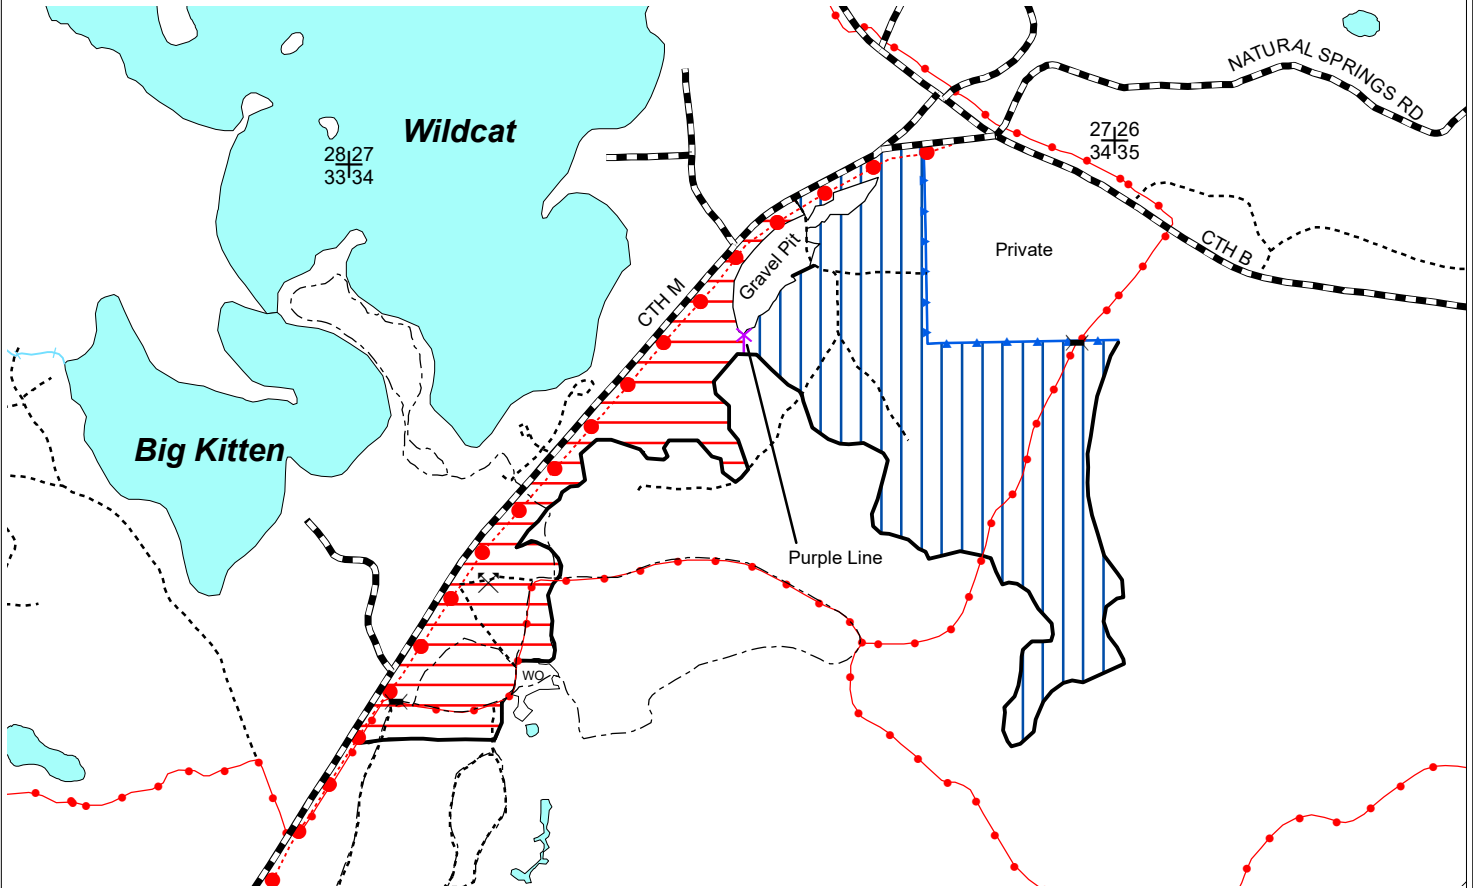 NATURAL SPRINGS RD
Wildcat
27 26
34 35
28 27
33 34
CTH B
Private
Gravel Pit
CTH M
Big Kitten
Purple Line
WO